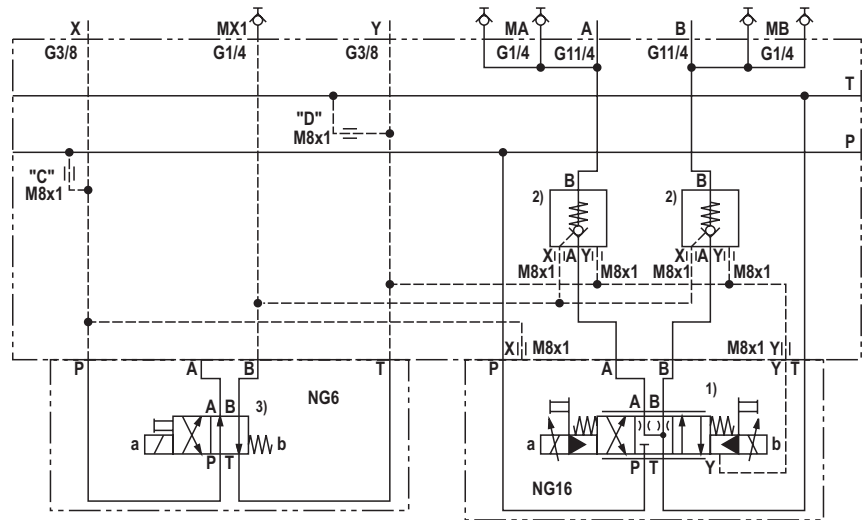 X MX1 Y MA A B MB
G3/8 G1/4 G3/8 G1/4 G11/4 G11/4 G1/4
T
"D"
M8x1
P
"C"
M8x1
B B
2) 2)
X A Y X A Y
M8x1 M8x1 M8x1 M8x1
X M8x1 M8x1 Y
P A B T P A B Y T
NG6 A B 3) A B 1)
a b a b
P T P T Y
NG16